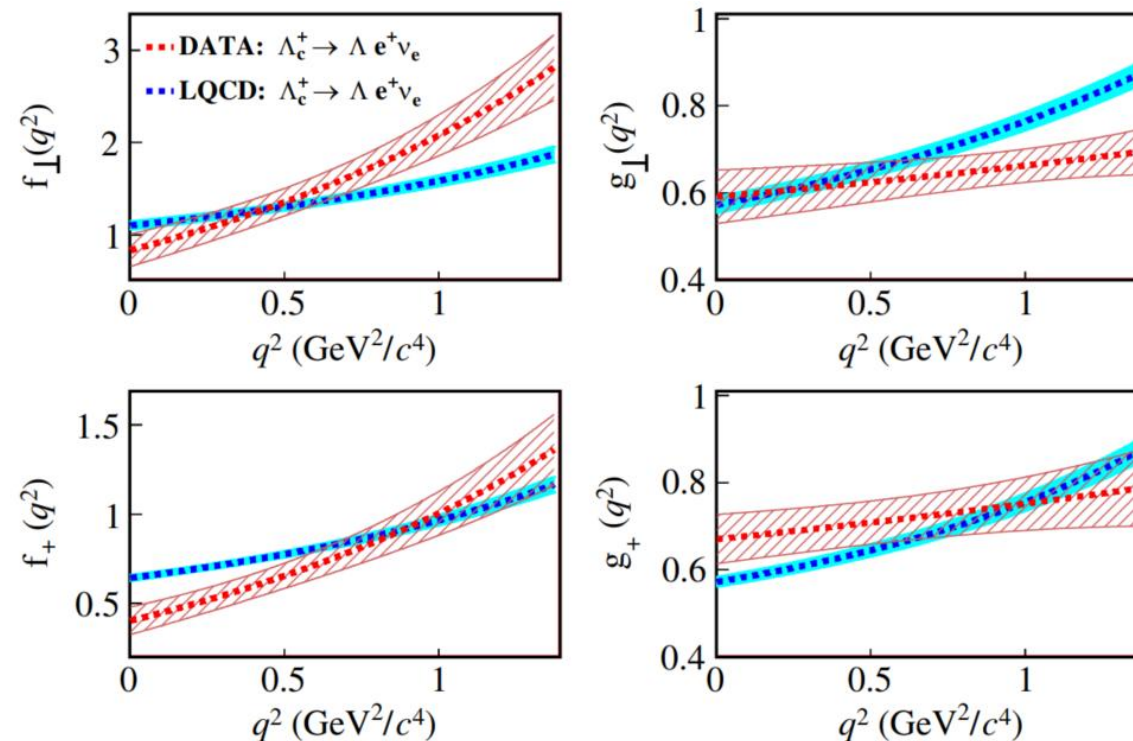 f⊥(q²)
3
2
1
DATA: Λc⁺→ Λ e⁺νe
LQCD: Λc⁺→ Λ e⁺νe
0 0.5 1
q² (GeV²/c⁴)
g⊥(q²)
1
0.8
0.6
0.4
0 0.5 1
q² (GeV²/c⁴)
f₊(q²)
1.5
1
0.5
0 0.5 1
q² (GeV²/c⁴)
g₊(q²)
1
0.8
0.6
0.4
0 0.5 1
q² (GeV²/c⁴)